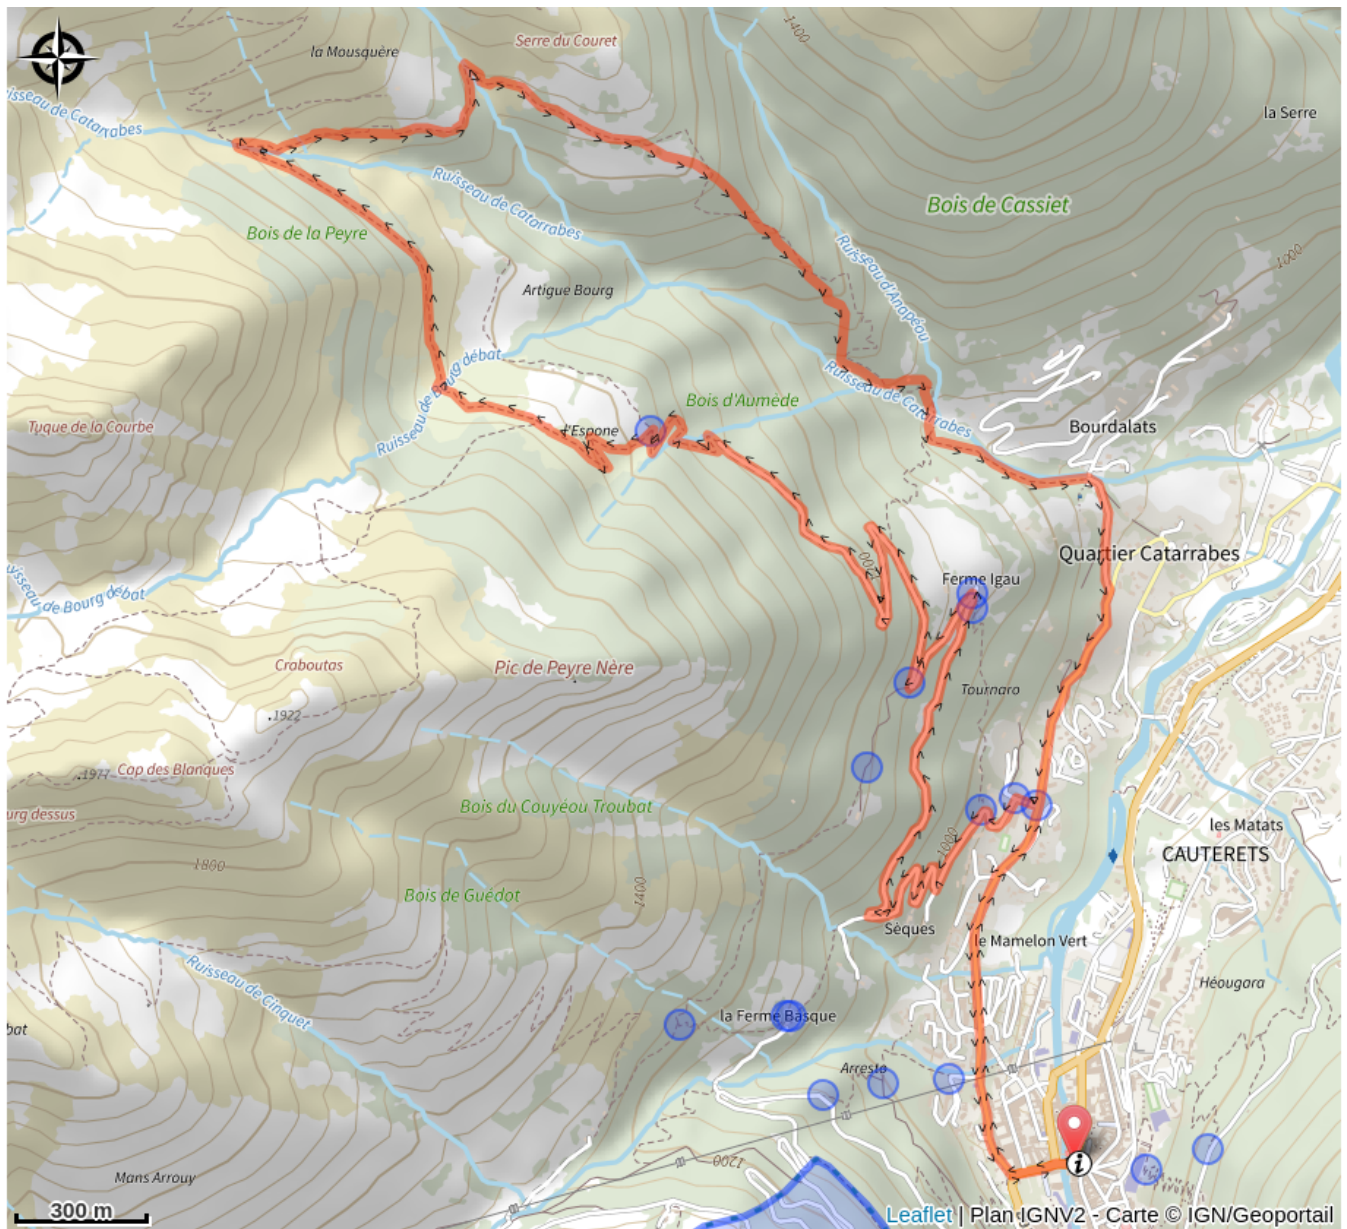 1400
la Mousquère
Serre du Couret
isseau de Catarrabes
la Serre
Ruisseau de Catarrabes
Bois de Cassiet
Bois de la Peyre
Ruisseau d'Anapéou
1000
Artigue Bourg
Ruisseau de Bourg débat
Ruisseau de Catarrabes
Bois d'Aumède
Tuque de la Courbe
l'Espone
Bourdalats
Quartier Catarrabes
1100
Ferme Igau
isseau de Bourg débat
Craboutas
Pic de Peyre Nère
Tournaro
1922
1977
Cap des Blanques
Park
Bois du Couyéou Troubat
urg dessus
les Matats
1000
CAUTERETS
1800
1400
Bois de Guédot
Sèques
le Mamelon Vert
Ruisseau de Cinquet
Héougara
bat
la Ferme Basque
Arresto
1200
Mans Arrouy
i
300 m
Leaflet | Plan IGNV2 - Carte © IGN/Geoportail